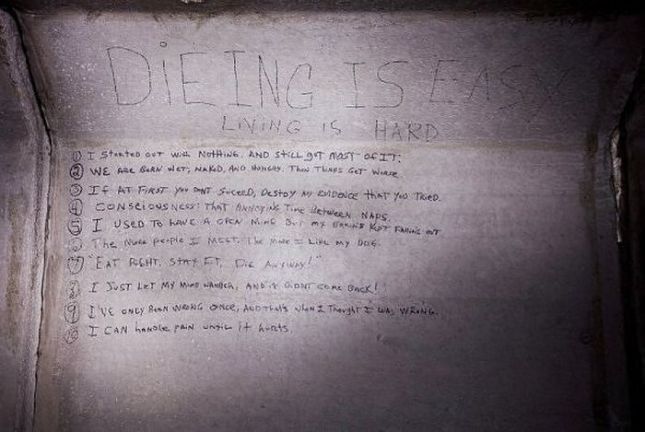 DiEING IS EASY
LIVING IS HARD
1 I STARTED OUT WITH NOTHING, AND STILL GOT MOST OF IT.
2 WE ARE BORN WET, NAKED, AND HUNGRY. THEN THINGS GET WORSE.
3 If AT FIRST YOU DON'T SUCEED, DESTOY ALL EVIDENCE THAT YOU TRIED.
4 CONSCIOUSNESS: THAT ANNOYING TIME BETWEEN NAPS.
5 I USED TO HAVE A OPEN MIND BUT MY BRAINS KEPT FALLING OUT
6 The MORE people I MEET, The MORE I LIKE MY DOG.
7 "EAT RIGHT, STAY FIT, DIE ANYWAY!"
8 I JUST LET MY MIND WANDER, AND IT DIDNT COME BACK!
9 I'VE ONLY BEEN WRONG ONCE, AND that's when I Thought I WAS WRONG.
10 I CAN handle PAIN UNTIL IT hurts.